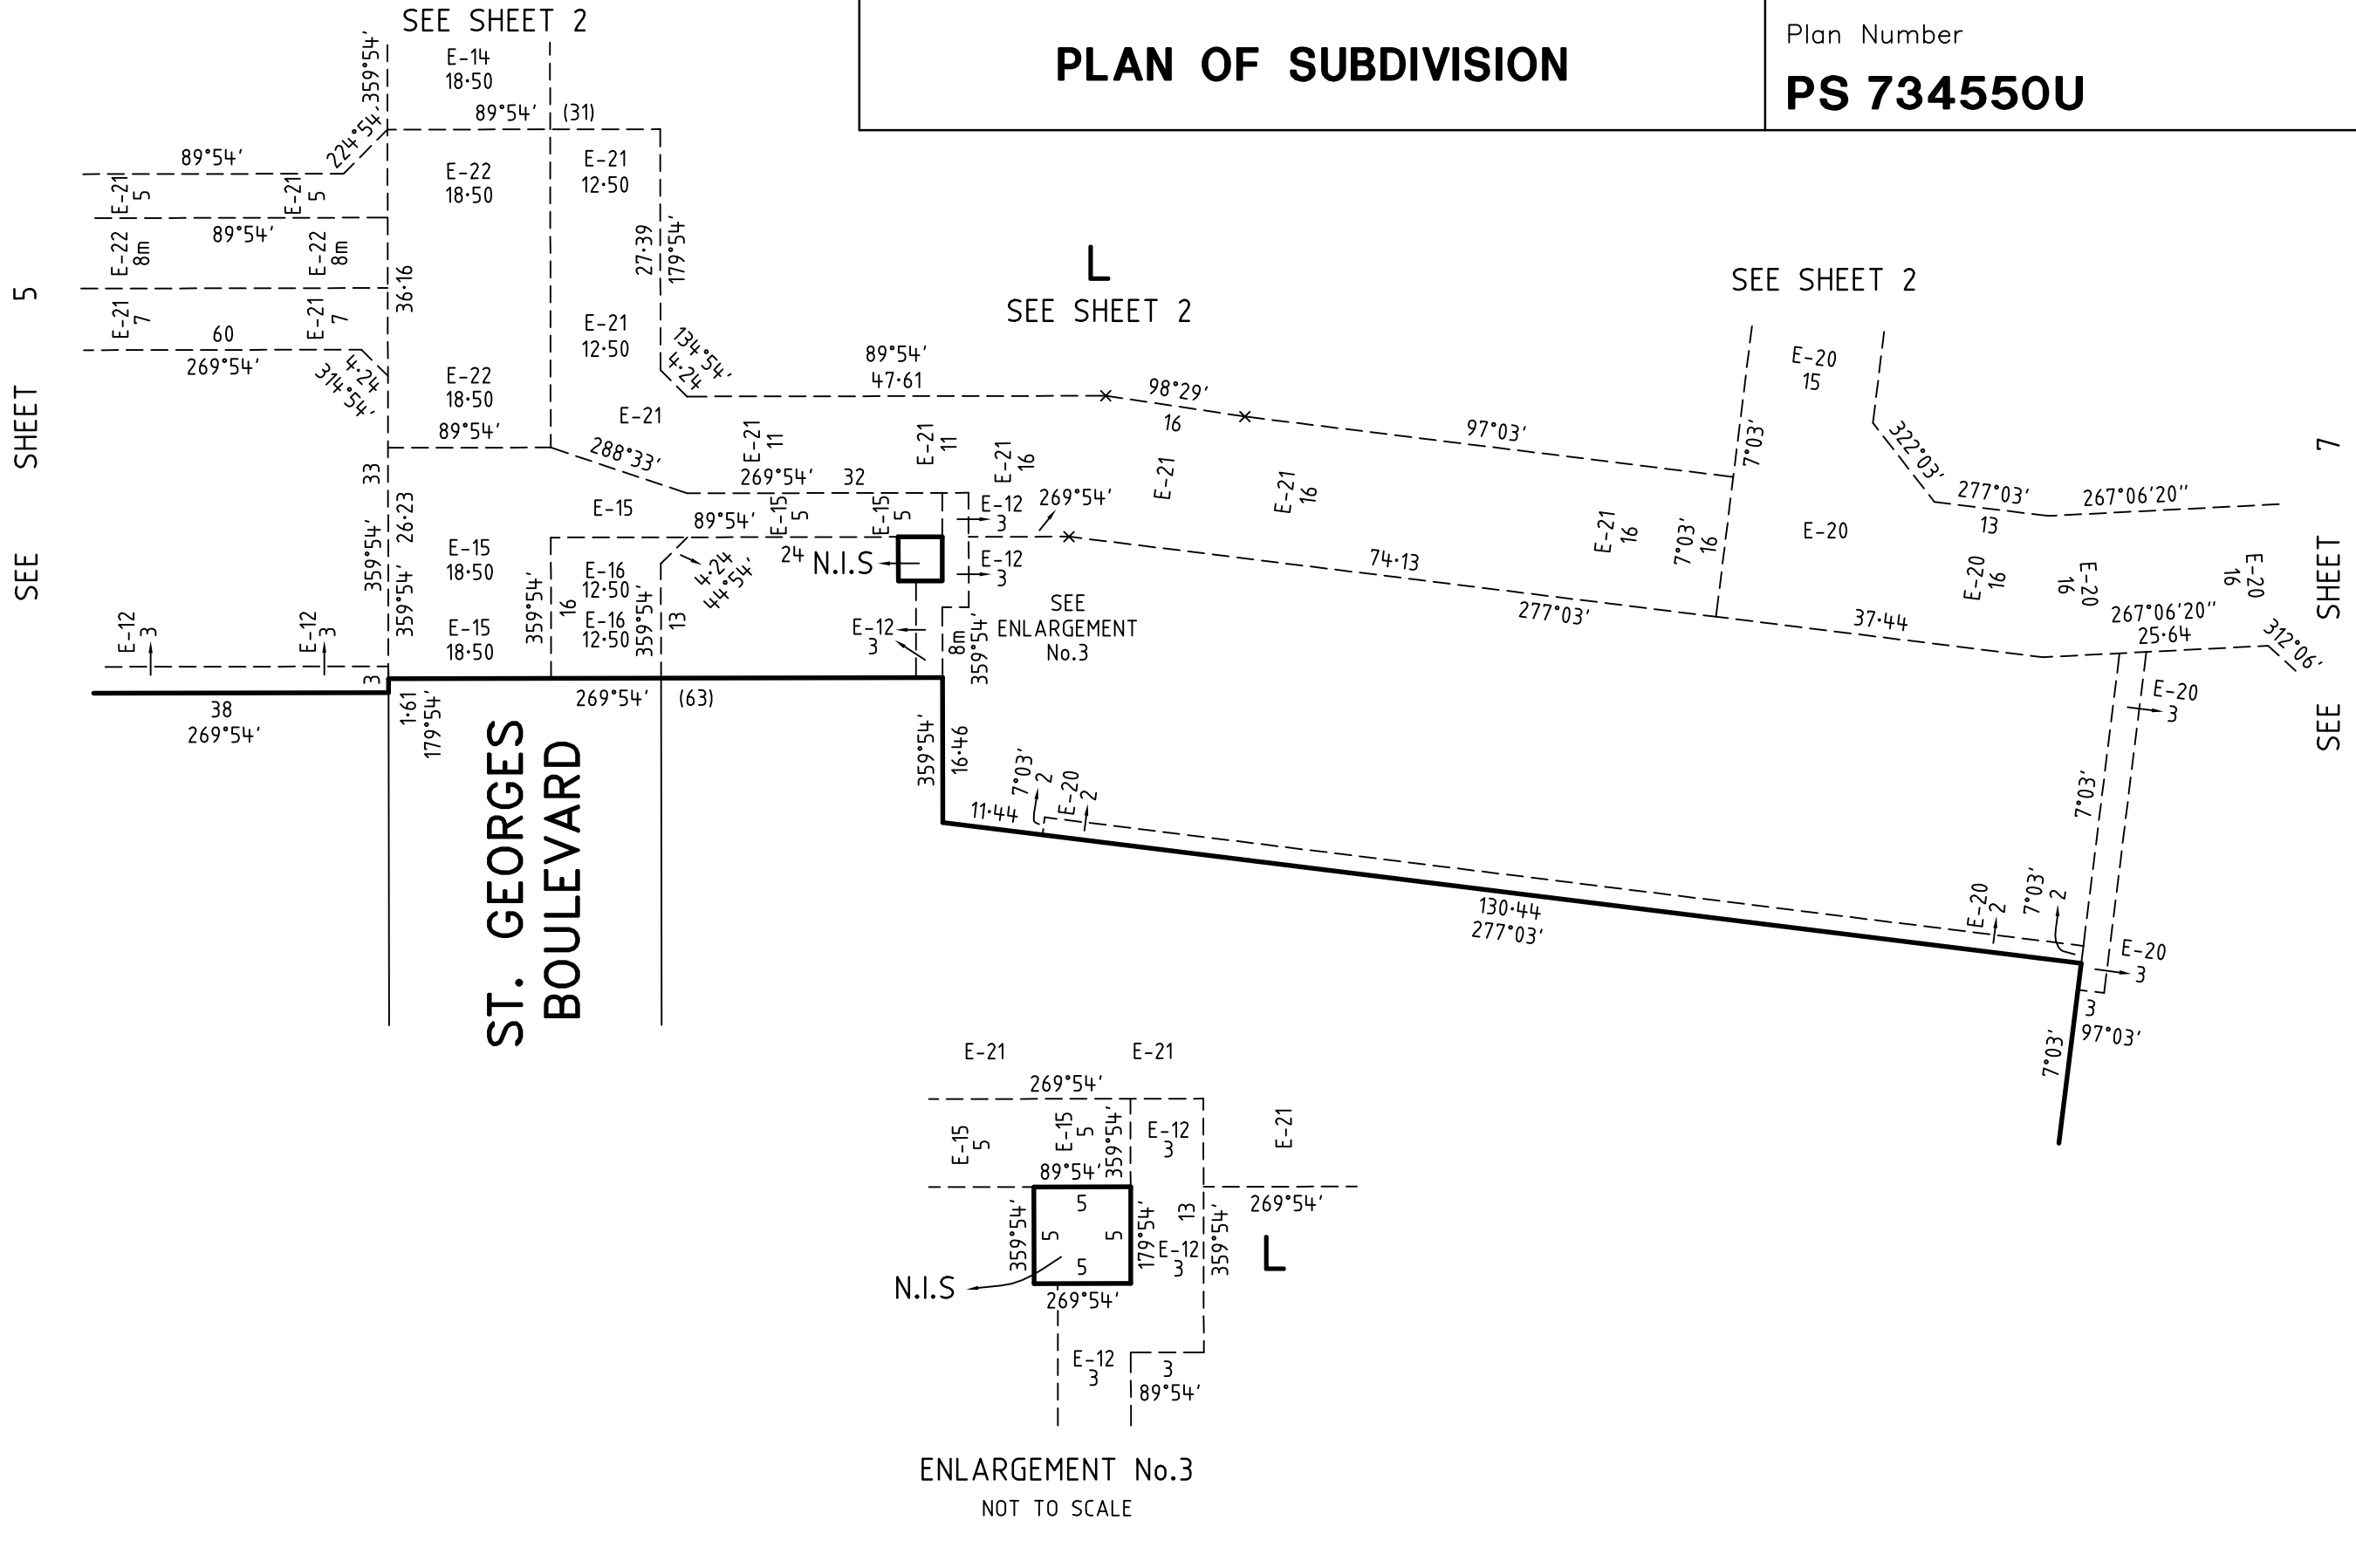 SEE SHEET 2
PLAN OF SUBDIVISION
Plan Number
PS 734550U
E-14
18·50
359°54'
224°54'
89°54'
(31)
89°54'
E-21
5
E-21
5
E-22
18·50
E-21
12·50
89°54'
E-22
8m
E-22
8m
36·16
27·39
179°54'
E-21
7
E-21
7
60
269°54'
4·24
314°54'
E-22
18·50
89°54'
E-21
12·50
134°54'
4·24
SEE SHEET 5
L
SEE SHEET 2
89°54'
47·61
98°29'
16
97°03'
SEE SHEET 2
E-20
15
7°03'
322°03'
277°03'
13
267°06'20"
SEE SHEET 7
E-21
E-21
11
E-21
11
E-21
16
288°33'
269°54'
32
E-21
E-21
16
E-21
16
7°03'
16
E-20
E-20
16
E-20
16
E-20
16
33
26·23
359°54'
359°54'
E-15
E-15
18·50
E-15
18·50
89°54'
24
E-15
5
E-15
5
E-12
3
269°54'
E-12
3
N.I.S
4·24
44°54'
359°54'
16
E-16
12·50
E-16
12·50
359°54'
13
SEE
ENLARGEMENT
No.3
E-12
3
8m
359°54'
74·13
277°03'
37·44
267°06'20"
25·64
312°06'
E-12
3
E-12
3
3
38
269°54'
1·61
179°54'
269°54'
(63)
ST. GEORGES
BOULEVARD
359°54'
16·46
11·44
7°03'
2
E-20
2
130·44
277°03'
E-20
3
7°03'
E-20
2
7°03'
2
E-20
3
3
97°03'
7°03'
E-21
E-21
269°54'
E-15
5
E-15
5
359°54'
E-12
3
E-21
89°54'
5
5
5
5
359°54'
179°54'
13
E-12
3
359°54'
269°54'
L
N.I.S
269°54'
E-12
3
3
89°54'
ENLARGEMENT No.3
NOT TO SCALE